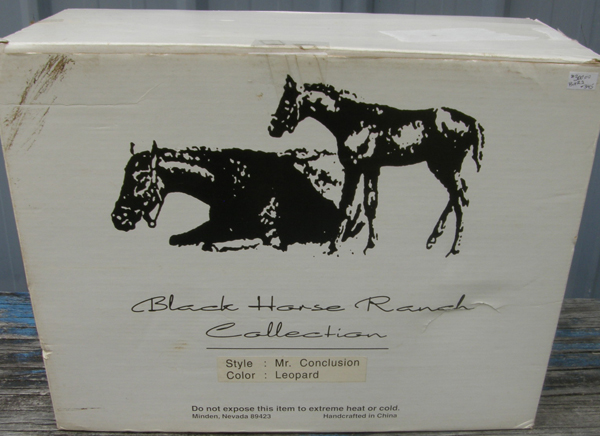 Black Horse Ranch
Collection
Style : Mr. Conclusion
Color : Leopard
Do not expose this item to extreme heat or cold.
Minden, Nevada 89423 Handcrafted in China